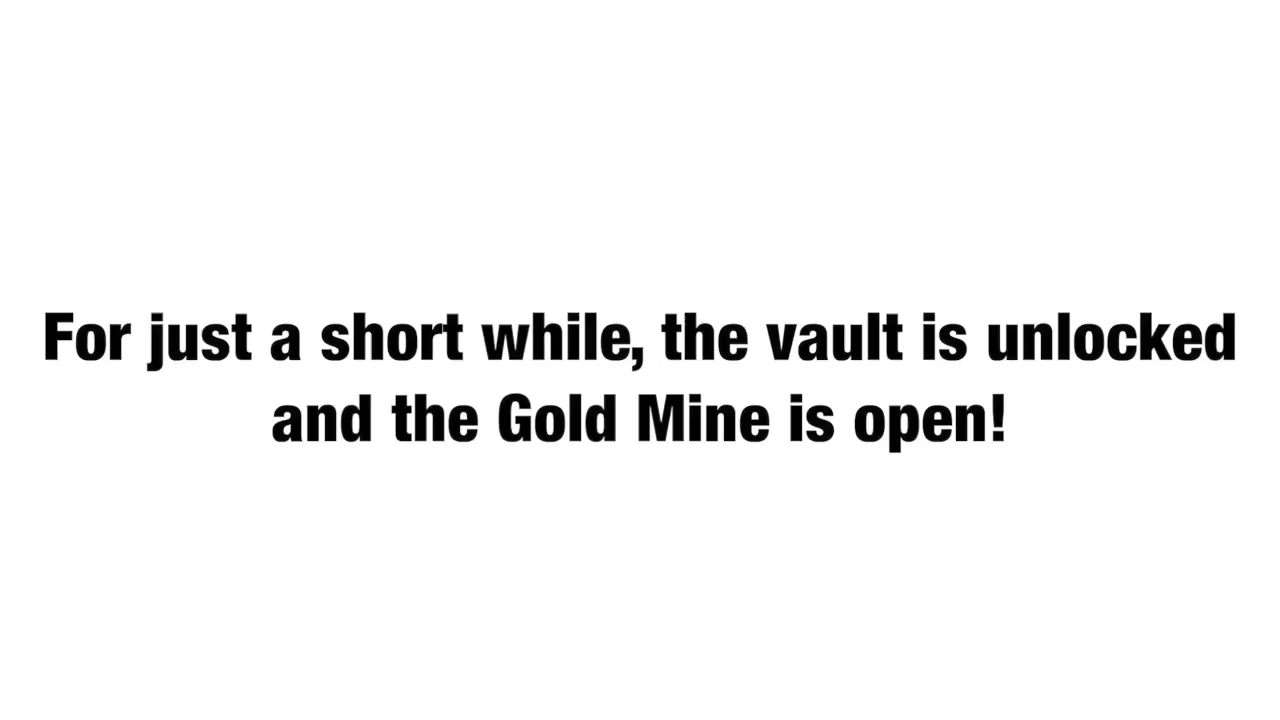 For just a short while, the vault is unlocked
and the Gold Mine is open!